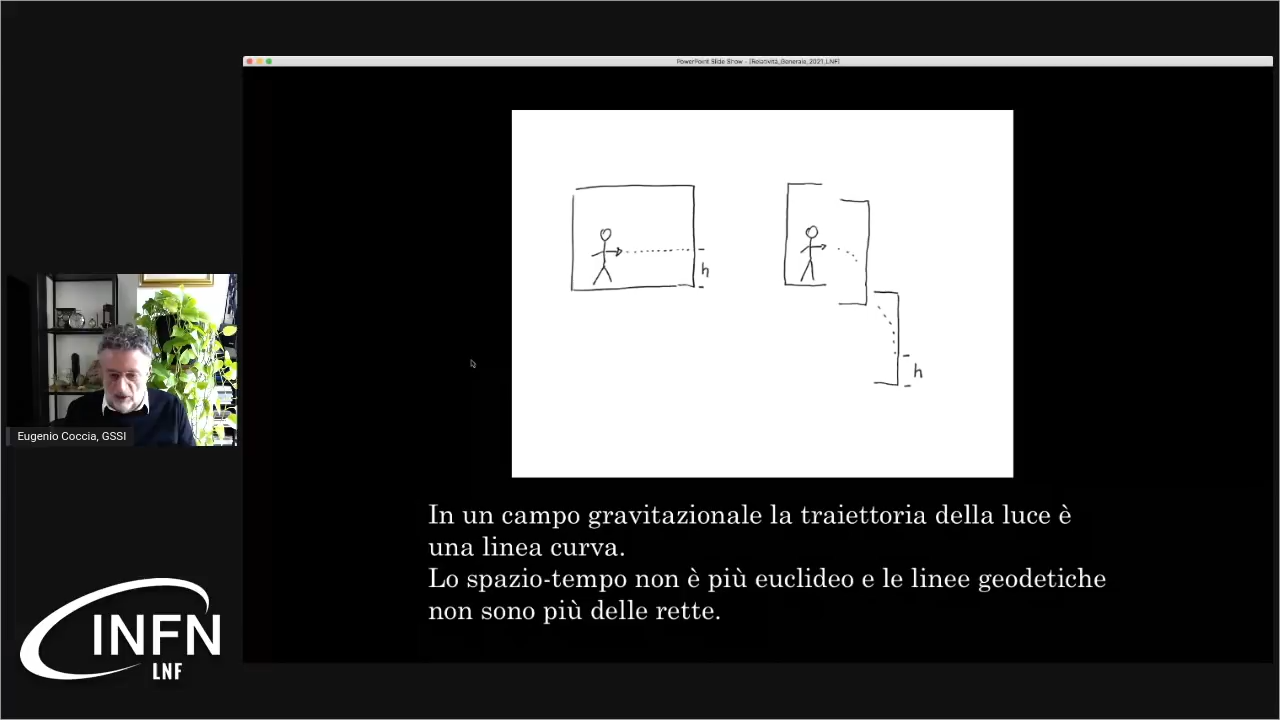 PowerPoint Slide Show - [Relatività_Generale_2021_LNF]
h
h
Eugenio Coccia, GSSI
In un campo gravitazionale la traiettoria della luce è
una linea curva.
Lo spazio-tempo non è più euclideo e le linee geodetiche
non sono più delle rette.
INFN
LNF